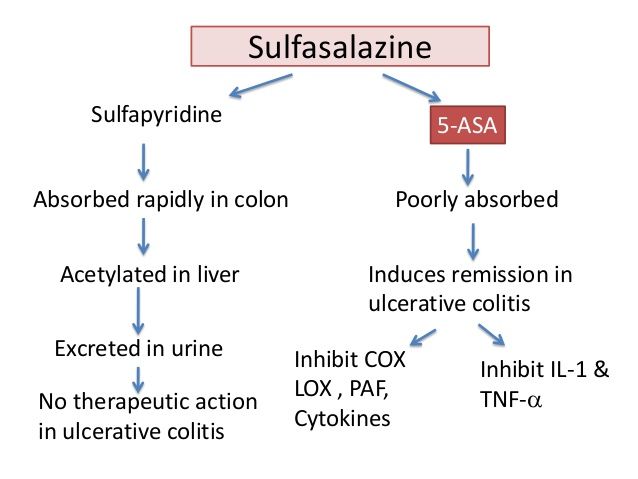 Sulfasalazine
Sulfapyridine
5-ASA
Absorbed rapidly in colon
Poorly absorbed
Acetylated in liver
Induces remission in
ulcerative colitis
Excreted in urine
Inhibit COX
LOX , PAF,
Cytokines
Inhibit IL-1 &
TNF-α
No therapeutic action
in ulcerative colitis